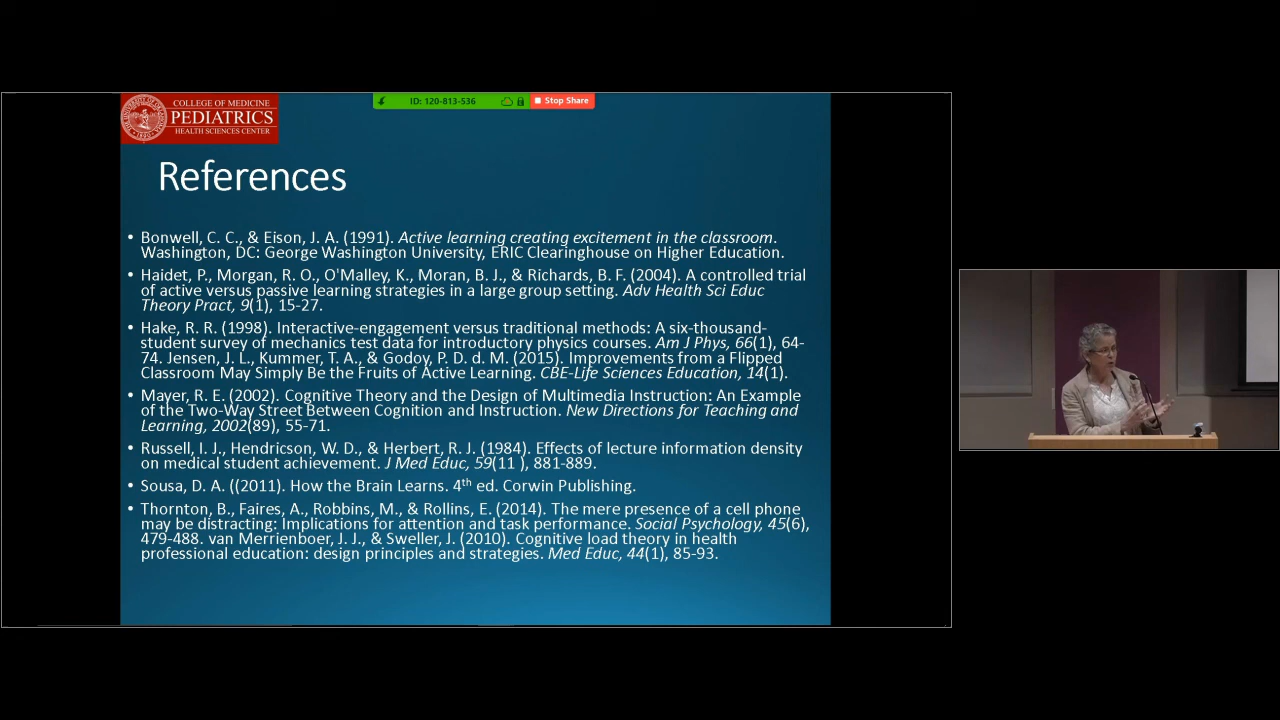 COLLEGE OF MEDICINE
PEDIATRICS
HEALTH SCIENCES CENTER
ID: 120-813-536
Stop Share
References
• Bonwell, C. C., & Eison, J. A. (1991). Active learning creating excitement in the classroom.
Washington, DC: George Washington University, ERIC Clearinghouse on Higher Education.
• Haidet, P., Morgan, R. O., O'Malley, K., Moran, B. J., & Richards, B. F. (2004). A controlled trial
of active versus passive learning strategies in a large group setting. Adv Health Sci Educ
Theory Pract, 9(1), 15-27.
• Hake, R. R. (1998). Interactive-engagement versus traditional methods: A six-thousand-
student survey of mechanics test data for introductory physics courses. Am J Phys, 66(1), 64-
74. Jensen, J. L., Kummer, T. A., & Godoy, P. D. d. M. (2015). Improvements from a Flipped
Classroom May Simply Be the Fruits of Active Learning. CBE-Life Sciences Education, 14(1).
• Mayer, R. E. (2002). Cognitive Theory and the Design of Multimedia Instruction: An Example
of the Two-Way Street Between Cognition and Instruction. New Directions for Teaching and
Learning, 2002(89), 55-71.
• Russell, I. J., Hendricson, W. D., & Herbert, R. J. (1984). Effects of lecture information density
on medical student achievement. J Med Educ, 59(11 ), 881-889.
• Sousa, D. A. ((2011). How the Brain Learns. 4th ed. Corwin Publishing.
• Thornton, B., Faires, A., Robbins, M., & Rollins, E. (2014). The mere presence of a cell phone
may be distracting: Implications for attention and task performance. Social Psychology, 45(6),
479-488. van Merrienboer, J. J., & Sweller, J. (2010). Cognitive load theory in health
professional education: design principles and strategies. Med Educ, 44(1), 85-93.